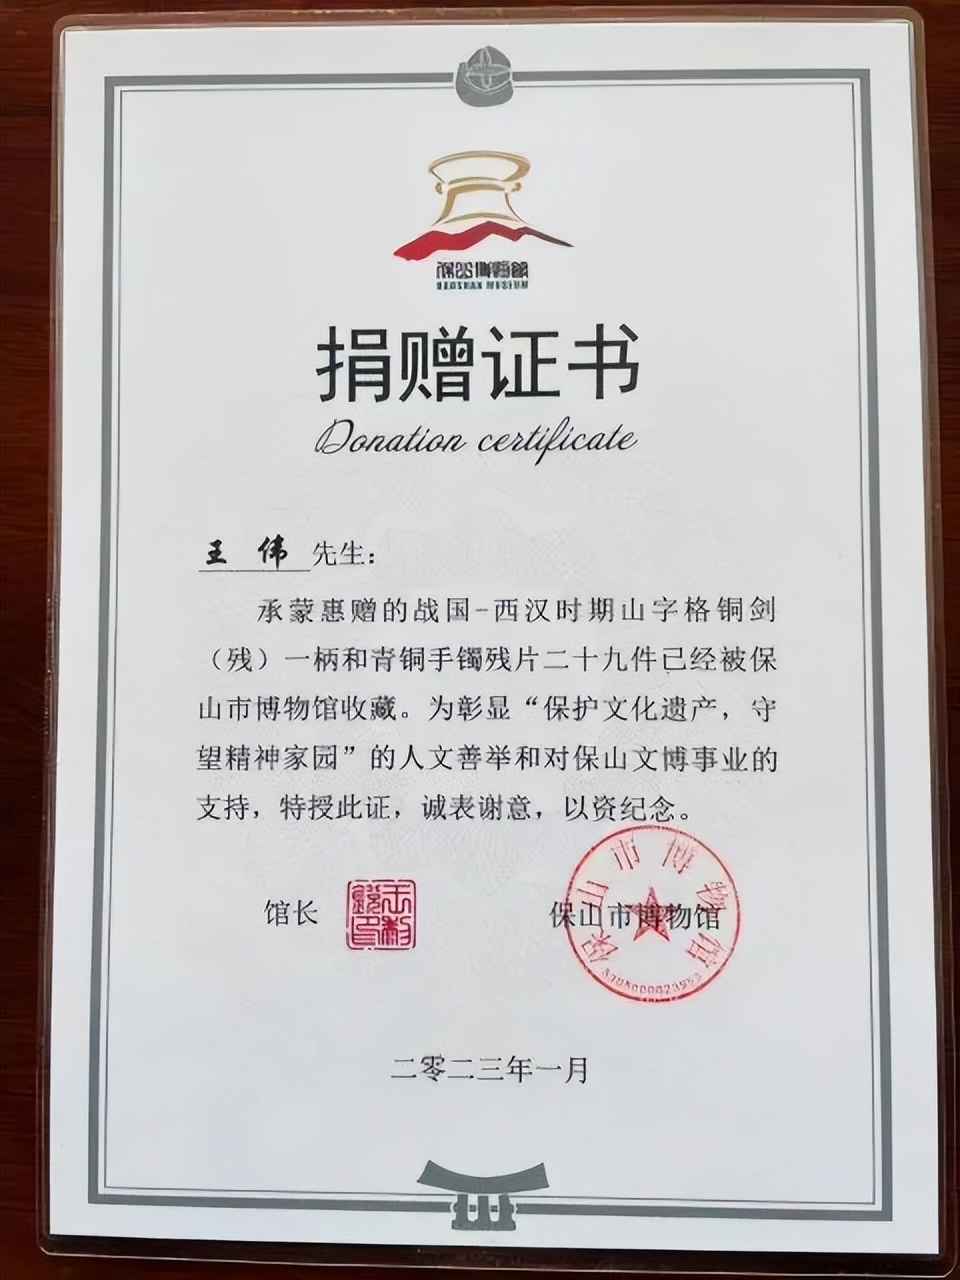 保山博物館
捐赠证书
Donation certificate
王 伟 先生：
承蒙惠赠的战国-西汉时期山字格铜剑
（残）一柄和青铜手镯残片二十九件已经被保
山市博物馆收藏。为彰显“保护文化遗产，守
望精神家园”的人文善举和对保山文博事业的
支持，特授此证，诚表谢意，以资纪念。
馆长
保山市博物馆
保山市博物馆
二零二三年一月